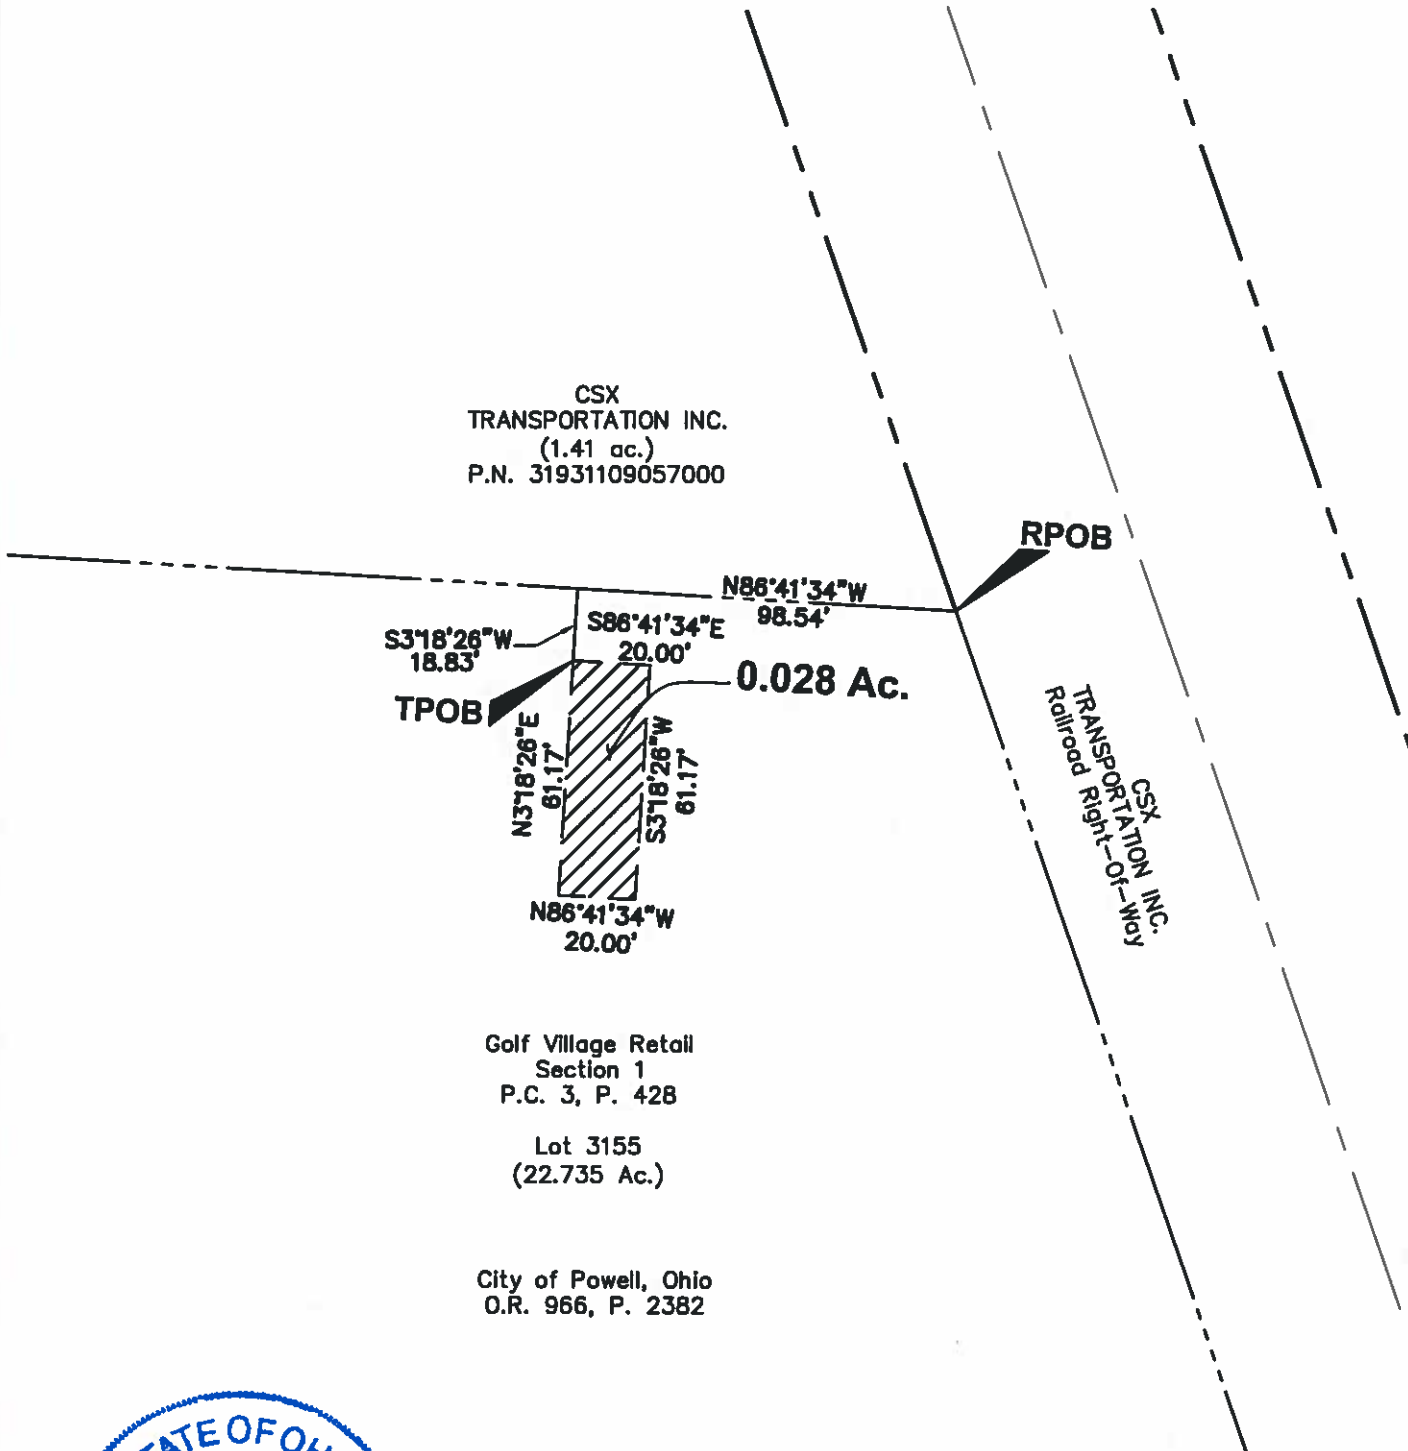 CSX
TRANSPORTATION INC.
(1.41 ac.)
P.N. 31931109057000
RPOB
N86°41'34"W
98.54'
S86°41'34"E
20.00'
S3°18'26"W
18.83'
0.028 Ac.
TPOB
N3°18'26"E
61.17'
S3°18'26"W
61.17'
N86°41'34"W
20.00'
CSX
TRANSPORTATION INC.
Railroad Right-Of-Way
Golf Village Retail
Section 1
P.C. 3, P. 428
Lot 3155
(22.735 Ac.)
City of Powell, Ohio
O.R. 966, P. 2382
OF